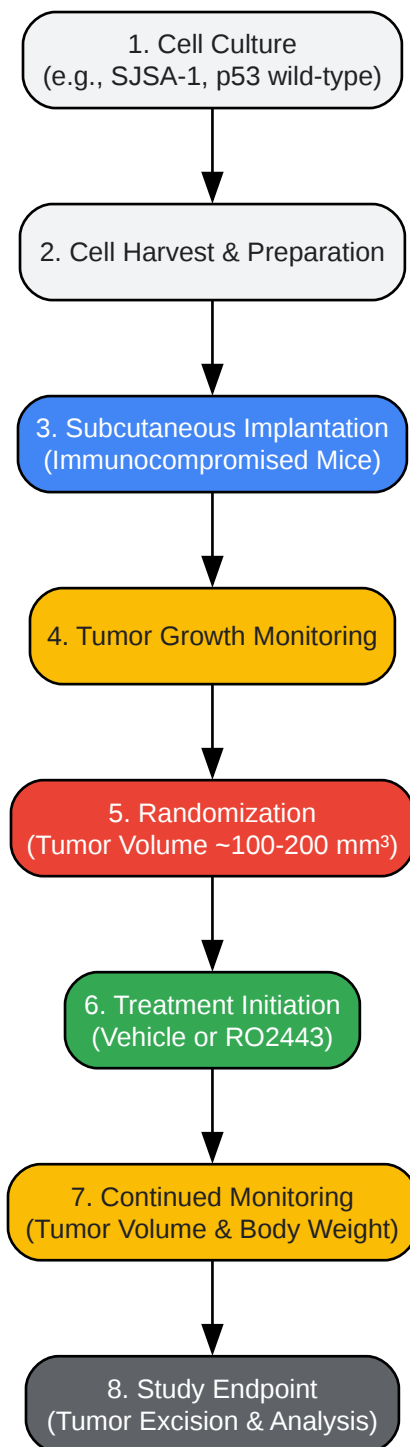 1. Cell Culture
(e.g., SJSA-1, p53 wild-type)
2. Cell Harvest & Preparation
3. Subcutaneous Implantation
(Immunocompromised Mice)
4. Tumor Growth Monitoring
5. Randomization
(Tumor Volume ~100-200 mm³)
6. Treatment Initiation
(Vehicle or RO2443)
7. Continued Monitoring
(Tumor Volume & Body Weight)
8. Study Endpoint
(Tumor Excision & Analysis)